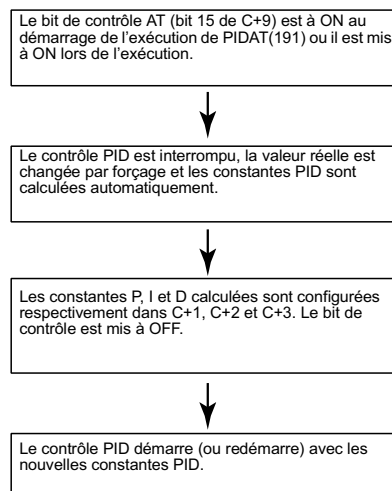 Le bit de contrôle AT (bit 15 de C+9) est à ON au
démarrage de l'exécution de PIDAT(191) ou il est mis
à ON lors de l'exécution.
Le contrôle PID est interrompu, la valeur réelle est
changée par forçage et les constantes PID sont
calculées automatiquement.
Les constantes P, I et D calculées sont configurées
respectivement dans C+1, C+2 et C+3. Le bit de
contrôle est mis à OFF.
Le contrôle PID démarre (ou redémarre) avec les
nouvelles constantes PID.